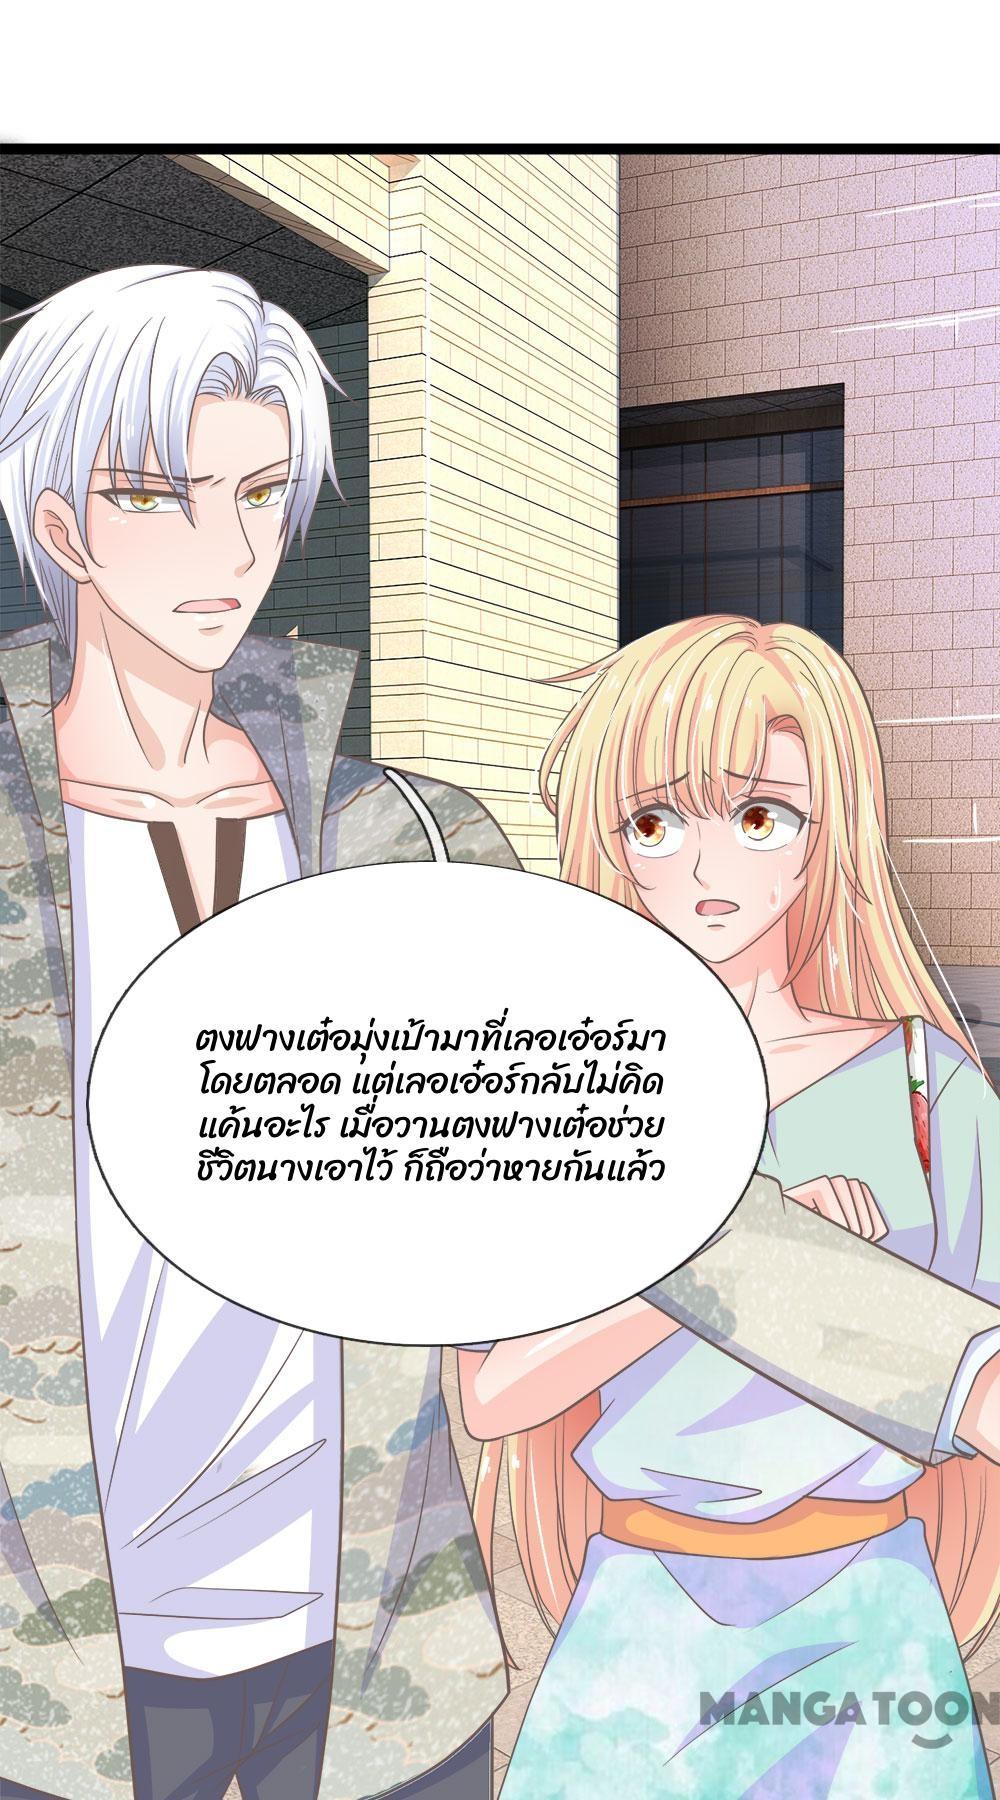 ตงฟางเต๋อมุ่งเป้ามาที่เลอเอ๋อร์มา
โดยตลอด แต่เลอเอ๋อร์กลับไม่คิด
แค้นอะไร เมื่อวานตงฟางเต๋อช่วย
ชีวิตนางเอาไว้ ก็ถือว่าหายกันแล้ว
MANGA TOON